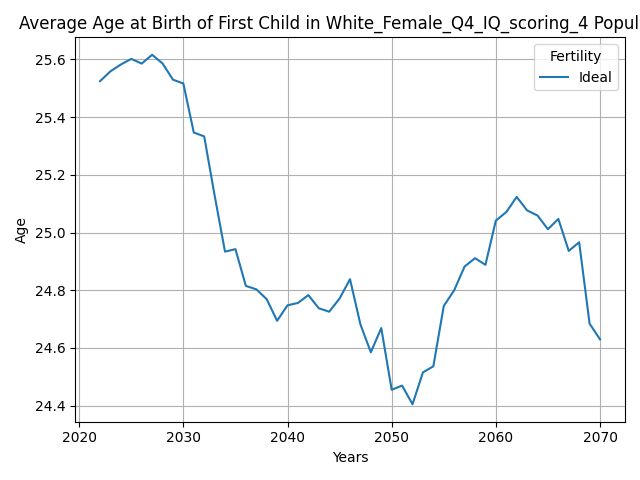 Average Age at Birth of First Child in White_Female_Q4_IQ_scoring_4 Popul
Fertility
Ideal
25.6
25.4
25.2
25.0
24.8
24.6
24.4
Age
2020 2030 2040 2050 2060 2070
Years